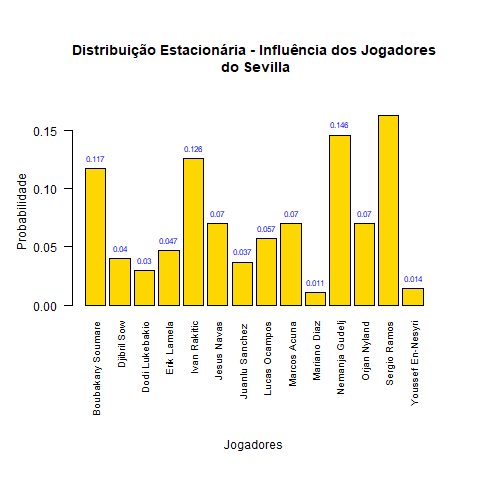 Distribuição Estacionária - Influência dos Jogadores
do Sevilla
Probabilidade
0.15
0.10
0.05
0.00
0.117
0.04
0.03
0.047
0.126
0.07
0.037
0.057
0.07
0.011
0.146
0.07
0.014
Boubakary Soumare
Djibril Sow
Dodi Lukebakio
Erik Lamela
Ivan Rakitic
Jesus Navas
Juanlu Sanchez
Lucas Ocampos
Marcos Acuna
Mariano Diaz
Nemanja Gudelj
Orjan Nyland
Sergio Ramos
Youssef En-Nesyri
Jogadores